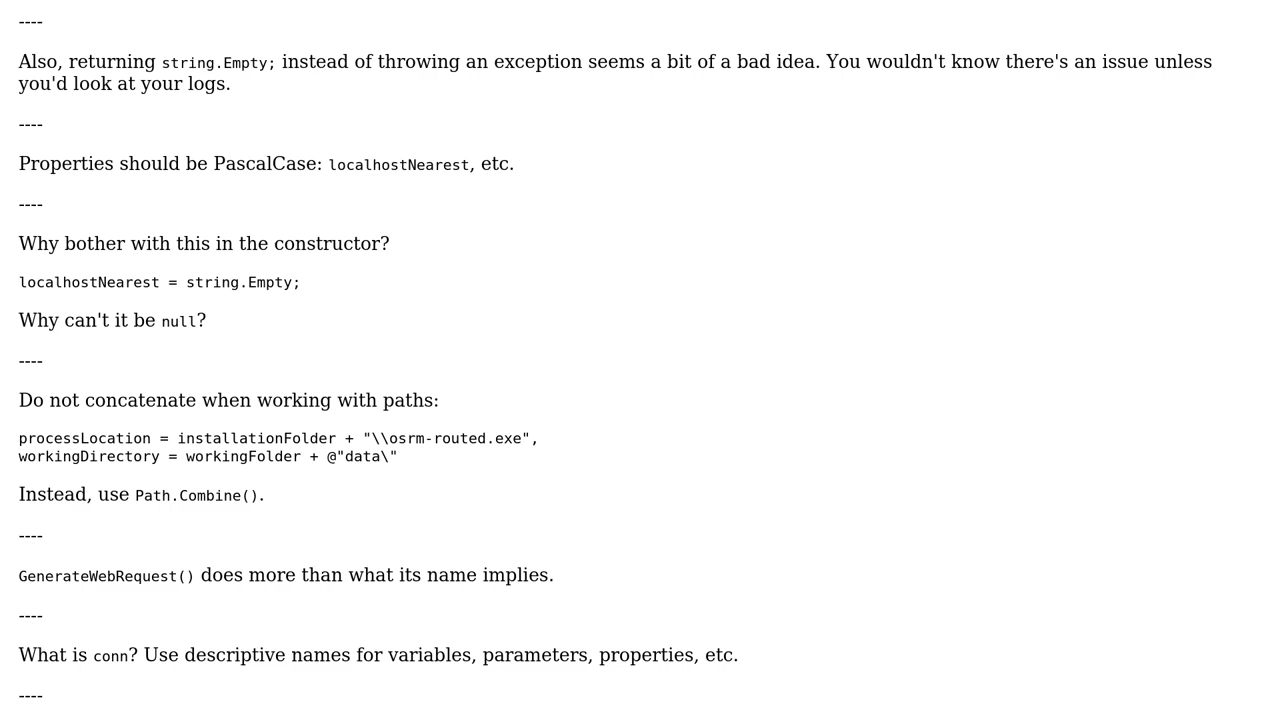 ----
Also, returning string.Empty; instead of throwing an exception seems a bit of a bad idea. You wouldn't know there's an issue unless
you'd look at your logs.
----
Properties should be PascalCase: localhostNearest, etc.
----
Why bother with this in the constructor?
localhostNearest = string.Empty;
Why can't it be null?
----
Do not concatenate when working with paths:
processLocation = installationFolder + "\\osrm-routed.exe",
workingDirectory = workingFolder + @"data\"
Instead, use Path.Combine().
----
GenerateWebRequest() does more than what its name implies.
----
What is conn? Use descriptive names for variables, parameters, properties, etc.
----